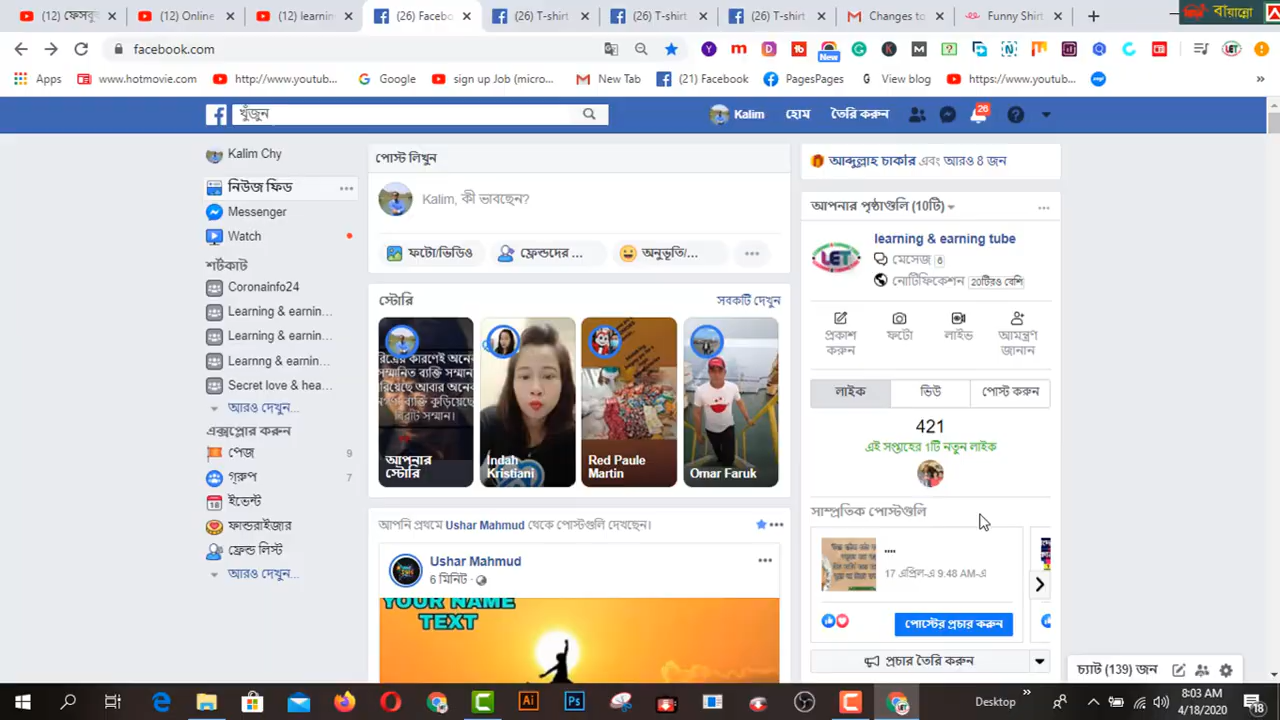 (12) ফেসবু
(12) Online
(12) learnin
(26) Facebo
(26) T-shirt
(26) T-shirt
(26) T-shirt
Changes to
Funny Shirt
বাঁয়ান্নো
facebook.com
New
Apps
www.hotmovie.com
http://www.youtub...
Google
sign up Job (micro...
New Tab
(21) Facebook
PagesPages
View blog
https://www.youtub...
খুঁজুন
Kalim
হোম
তৈরি করুন
26
Kalim Chy
নিউজ ফিড
Messenger
Watch
শর্টকাট
Coronainfo24
Learning & earnin...
Learning & earnin...
Learnng & earnin...
Secret love & hea...
আরও দেখুন...
এক্সপ্লোর করুন
পেজ 9
গ্রুপ 7
ইভেন্ট
ফান্ডরাইজার
ফ্রেন্ড লিস্ট
আরও দেখুন...
পোস্ট লিখুন
Kalim, কী ভাবছেন?
ফটো/ভিডিও
ফ্রেন্ডদের ...
অনুভূতি/...
স্টোরি
সবকটি দেখুন
আপনার স্টোরি
Indah Kristiani
Red Paule Martin
Omar Faruk
আপনি প্রথমে Ushar Mahmud থেকে পোস্টগুলি দেখছেন।
Ushar Mahmud
6 মিনিট
YOUR NAME
TEXT
আব্দুল্লাহ চাকার এবং আরও 8 জন
আপনার পৃষ্ঠাগুলি (10টি)
LET
learning & earning tube
মেসেজ 8
নোটিফিকেশন 20টিরও বেশি
প্রকাশ করুন
ফটো
লাইভ
আমন্ত্রণ জানান
লাইক
ভিউ
পোস্ট করুন
421
এই সপ্তাহের 1টি নতুন লাইক
সাম্প্রতিক পোস্টগুলি
....
17 এপ্রিল-এ 9:48 AM-এ
পোস্টের প্রচার করুন
প্রচার তৈরি করুন
চ্যাট (139) জন
Desktop
8:03 AM
4/18/2020
18